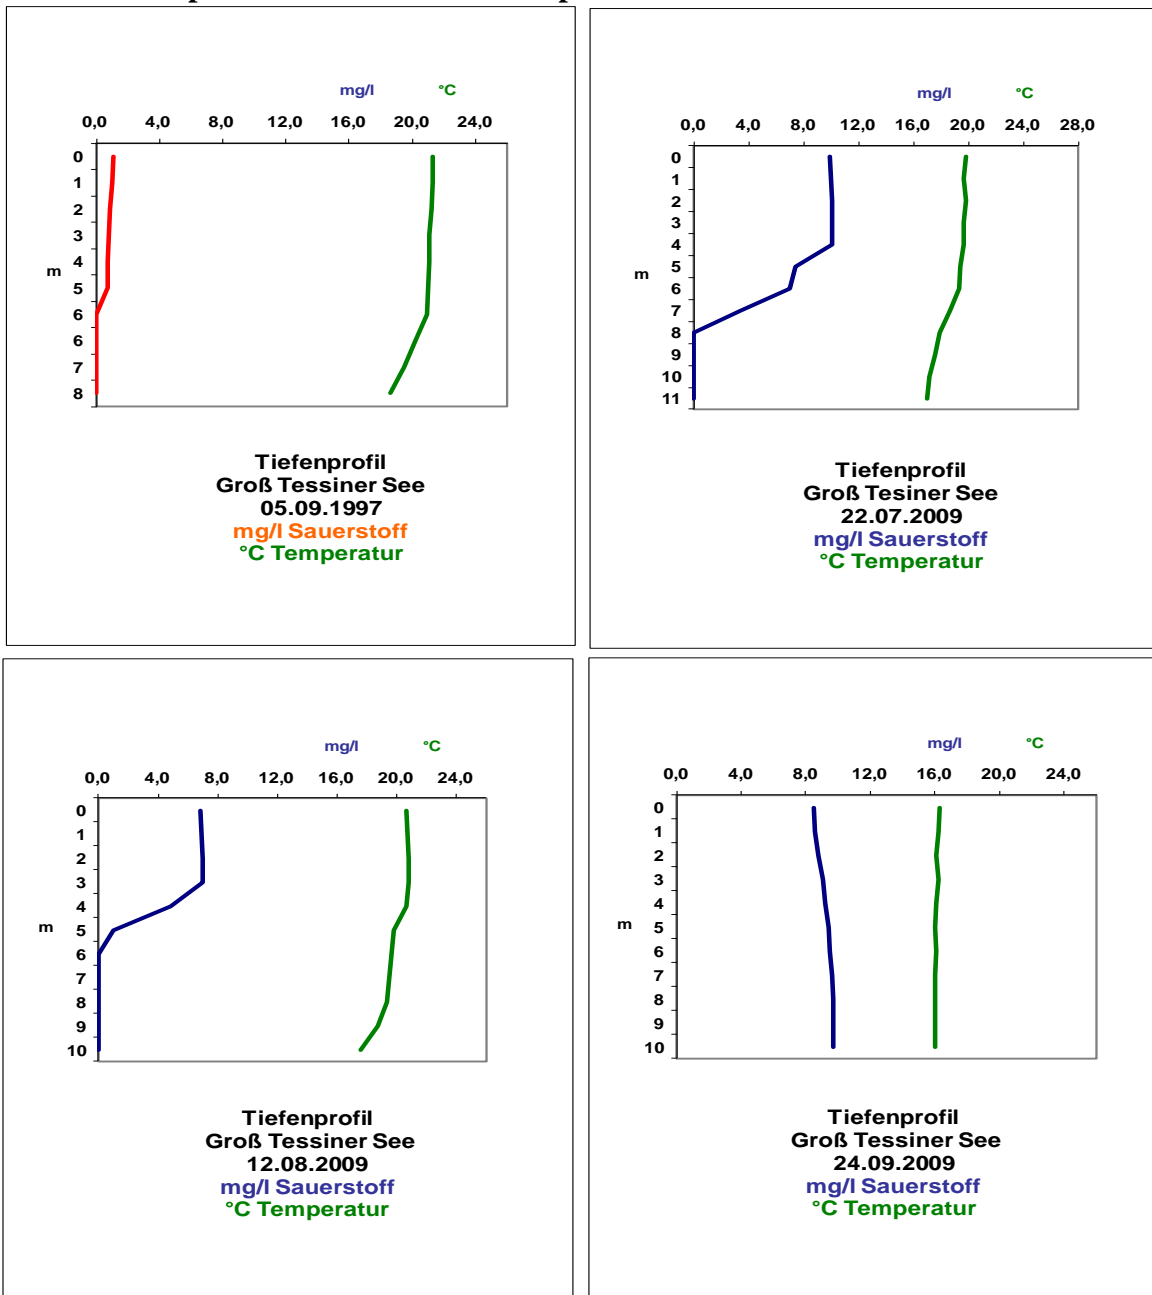 mg/l °C
0,0 4,0 8,0 12,0 16,0 20,0 24,0
0
1
2
3
4
m
5
6
6
7
8
Tiefenprofil
Groß Tessiner See
05.09.1997
mg/l Sauerstoff
°C Temperatur
mg/l °C
0,0 4,0 8,0 12,0 16,0 20,0 24,0 28,0
0
1
2
3
4
m
5
6
7
8
9
10
11
Tiefenprofil
Groß Tesiner See
22.07.2009
mg/l Sauerstoff
°C Temperatur
mg/l °C
0,0 4,0 8,0 12,0 16,0 20,0 24,0
0
1
2
3
4
m 5
6
7
8
9
10
Tiefenprofil
Groß Tessiner See
12.08.2009
mg/l Sauerstoff
°C Temperatur
mg/l °C
0,0 4,0 8,0 12,0 16,0 20,0 24,0
0
1
2
3
4
m 5
6
7
8
9
10
Tiefenprofil
Groß Tessiner See
24.09.2009
mg/l Sauerstoff
°C Temperatur